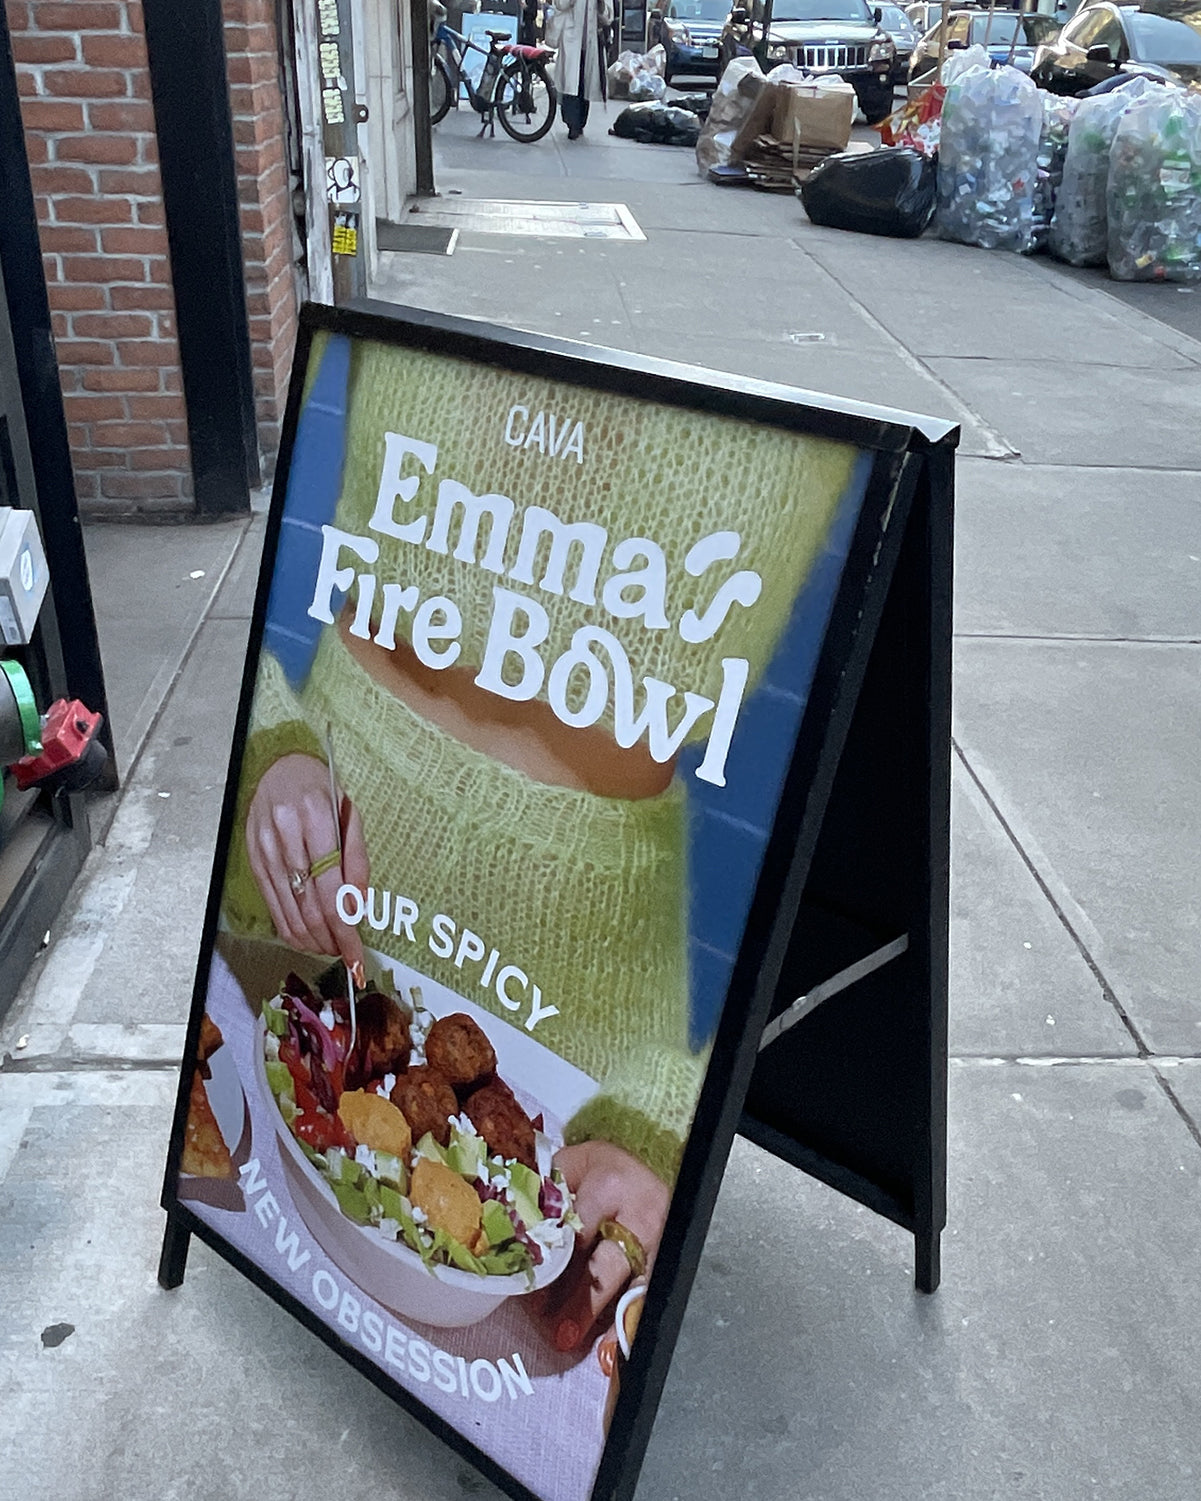 CAVA
Emma's
Fire Bowl
OUR SPICY
NEW OBSESSION